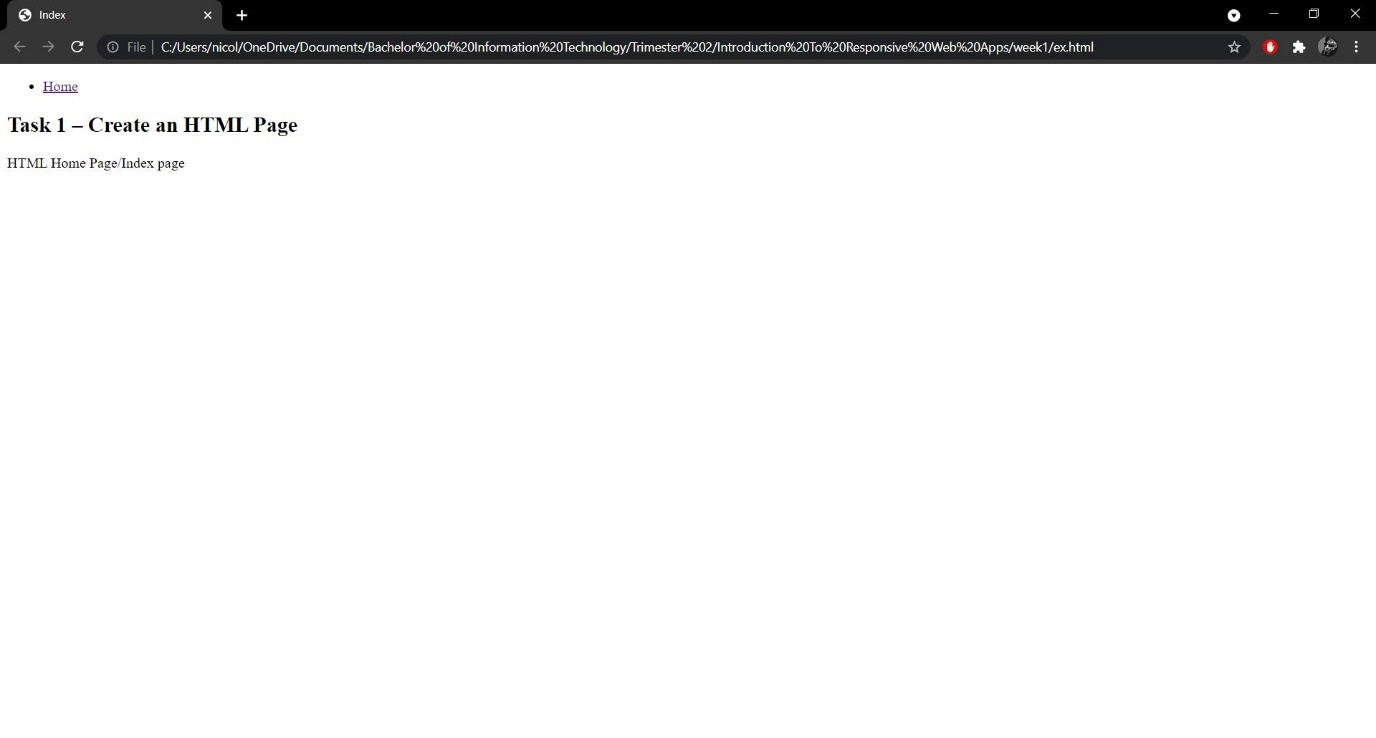 Index
File | C:/Users/nicol/OneDrive/Documents/Bachelor%20of%20Information%20Technology/Trimester%202/Introduction%20To%20Responsive%20Web%20Apps/week1/ex.html
Home
Task 1 – Create an HTML Page
HTML Home Page/Index page